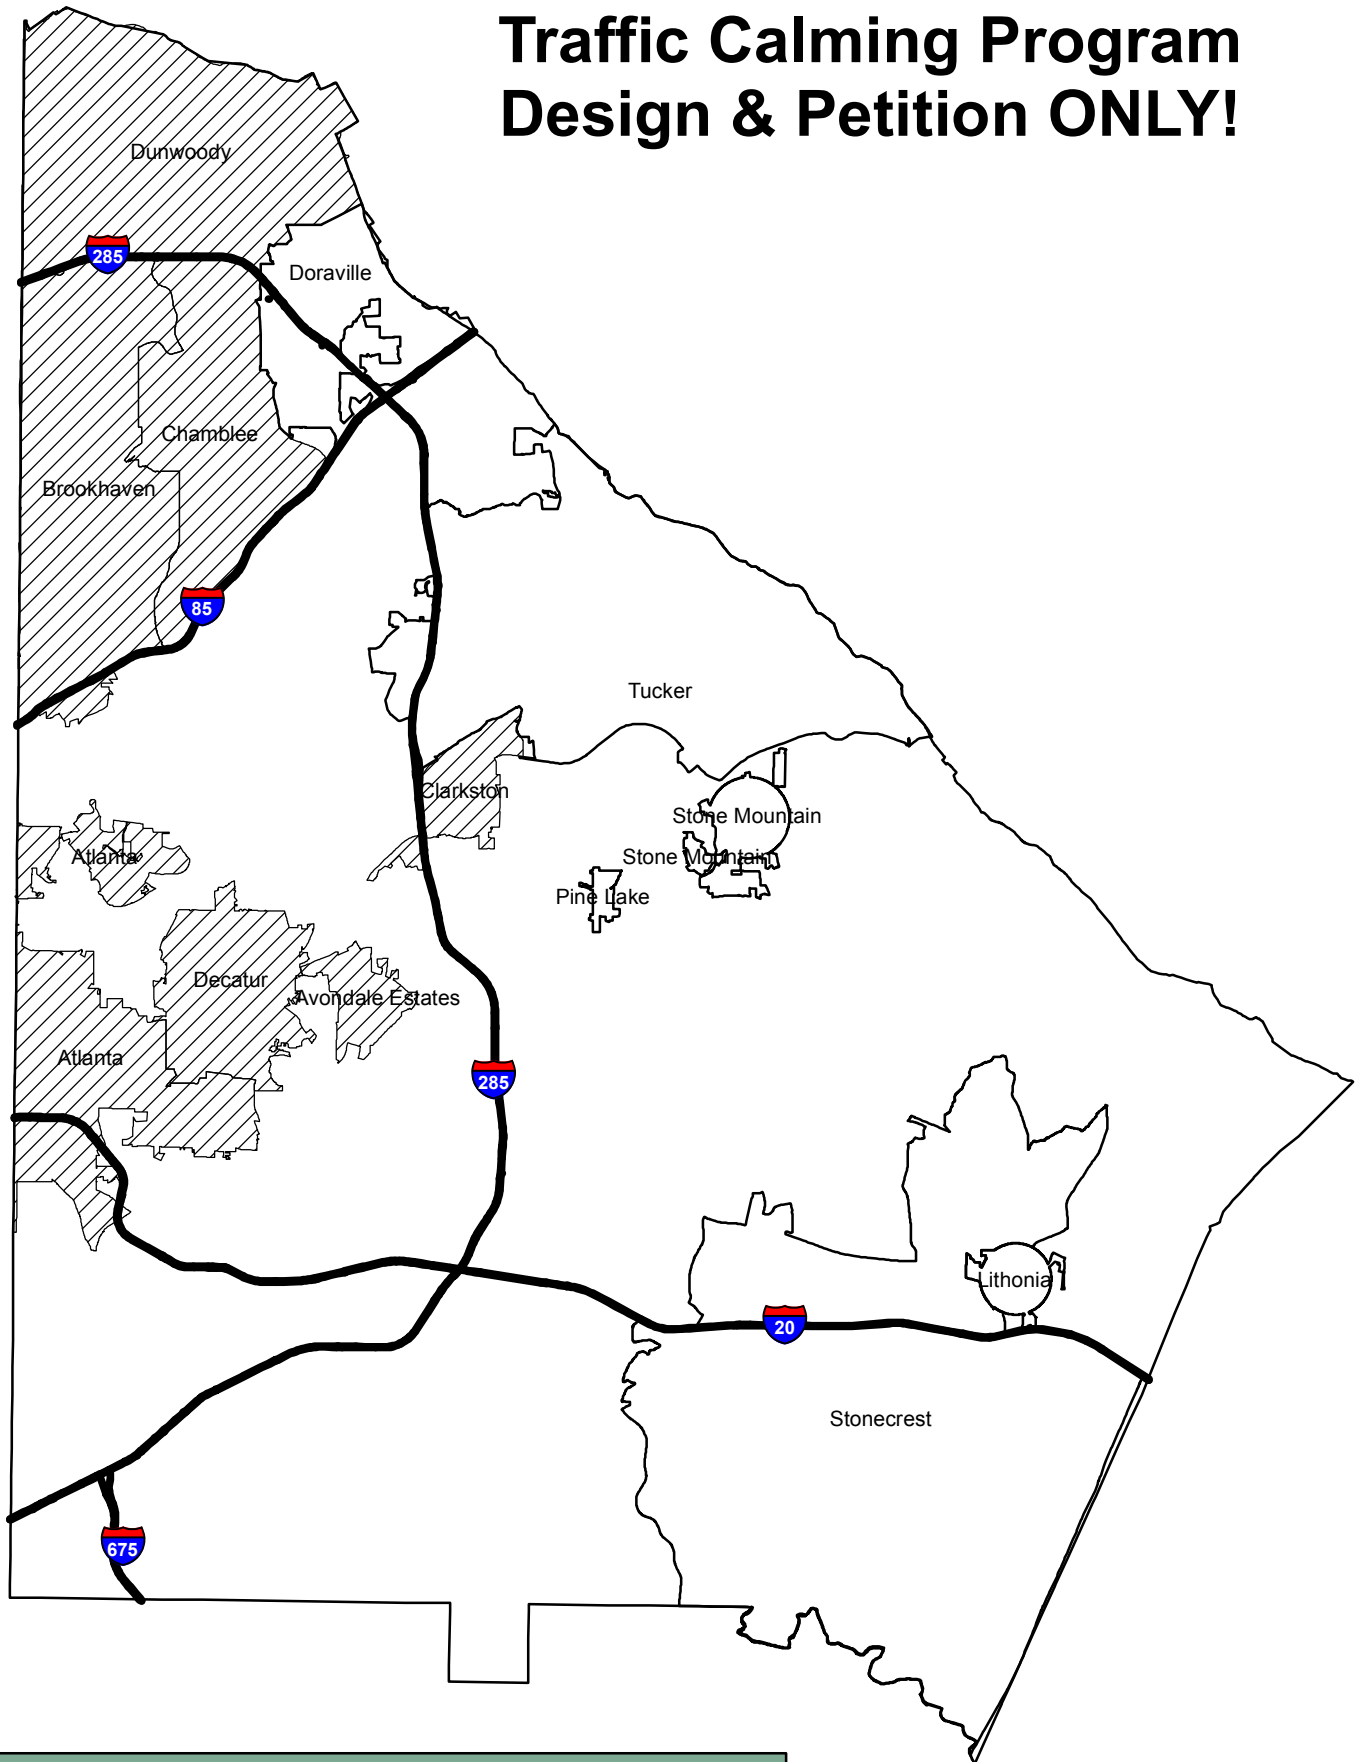 Traffic Calming Program
Design & Petition ONLY!
Dunwoody
285
Doraville
Chamblee
Brookhaven
85
Tucker
Clarkston
Stone Mountain
Atlanta
Stone Mountain
Pine Lake
Decatur
Avondale Estates
Atlanta
285
Lithonia
20
Stonecrest
675